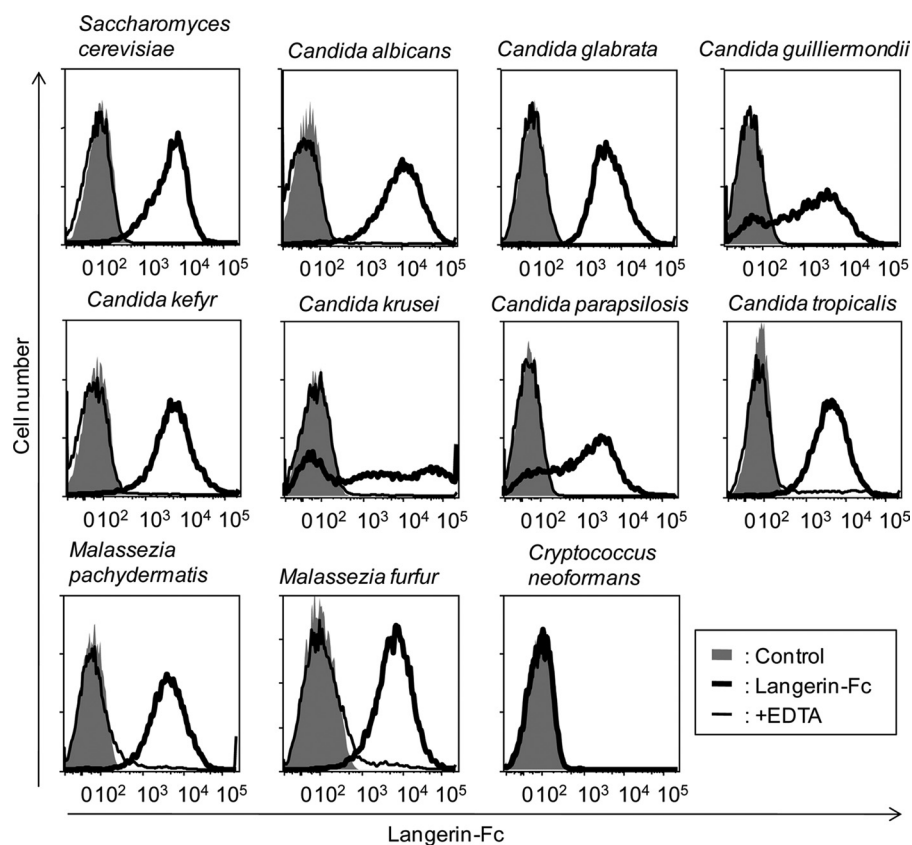 Saccharomyces
cerevisiae
Candida albicans
Candida glabrata
Candida guilliermondii
0 10² 10³ 10⁴ 10⁵
0 10² 10³ 10⁴ 10⁵
0 10² 10³ 10⁴ 10⁵
0 10² 10³ 10⁴ 10⁵
Candida kefyr
Candida krusei
Candida parapsilosis
Candida tropicalis
Cell number
0 10² 10³ 10⁴ 10⁵
0 10² 10³ 10⁴ 10⁵
0 10² 10³ 10⁴ 10⁵
0 10² 10³ 10⁴ 10⁵
Malassezia
pachydermatis
Malassezia furfur
Cryptococcus
neoformans
0 10² 10³ 10⁴ 10⁵
0 10² 10³ 10⁴ 10⁵
0 10² 10³ 10⁴ 10⁵
: Control
: Langerin-Fc
: +EDTA
Langerin-Fc